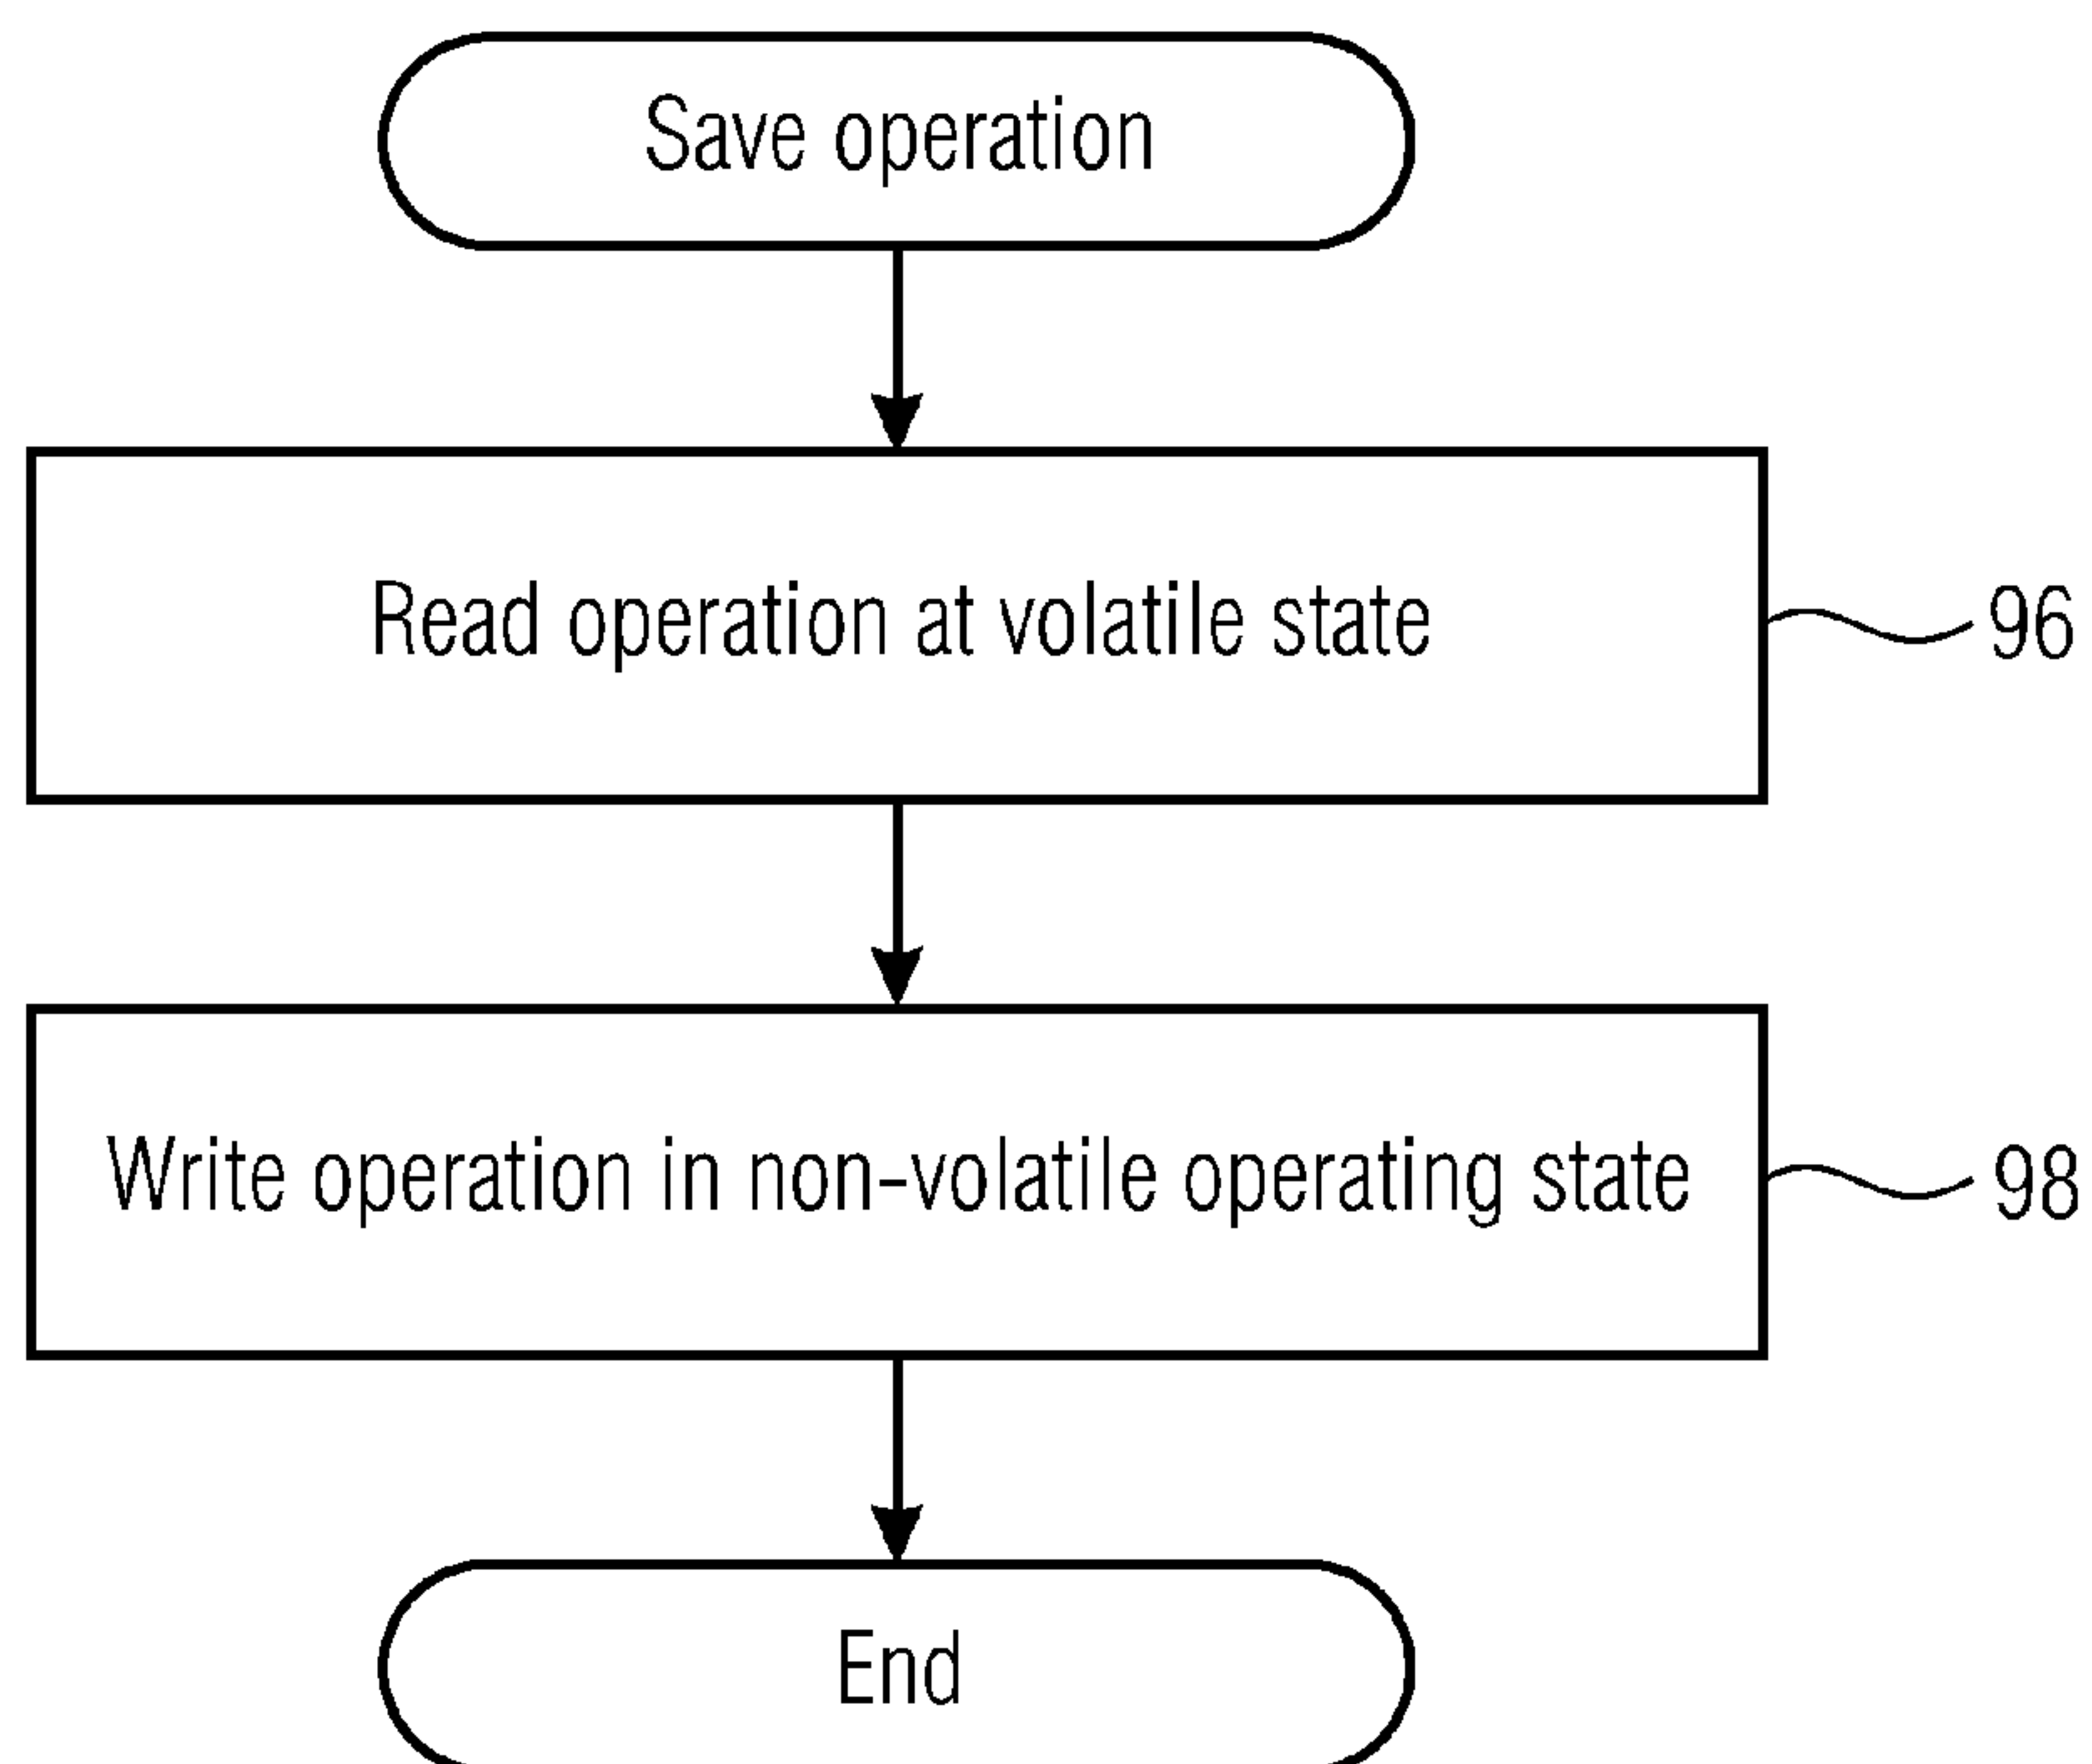 Save operation
Read operation at volatile state
96
Write operation in non-volatile operating state
98
End